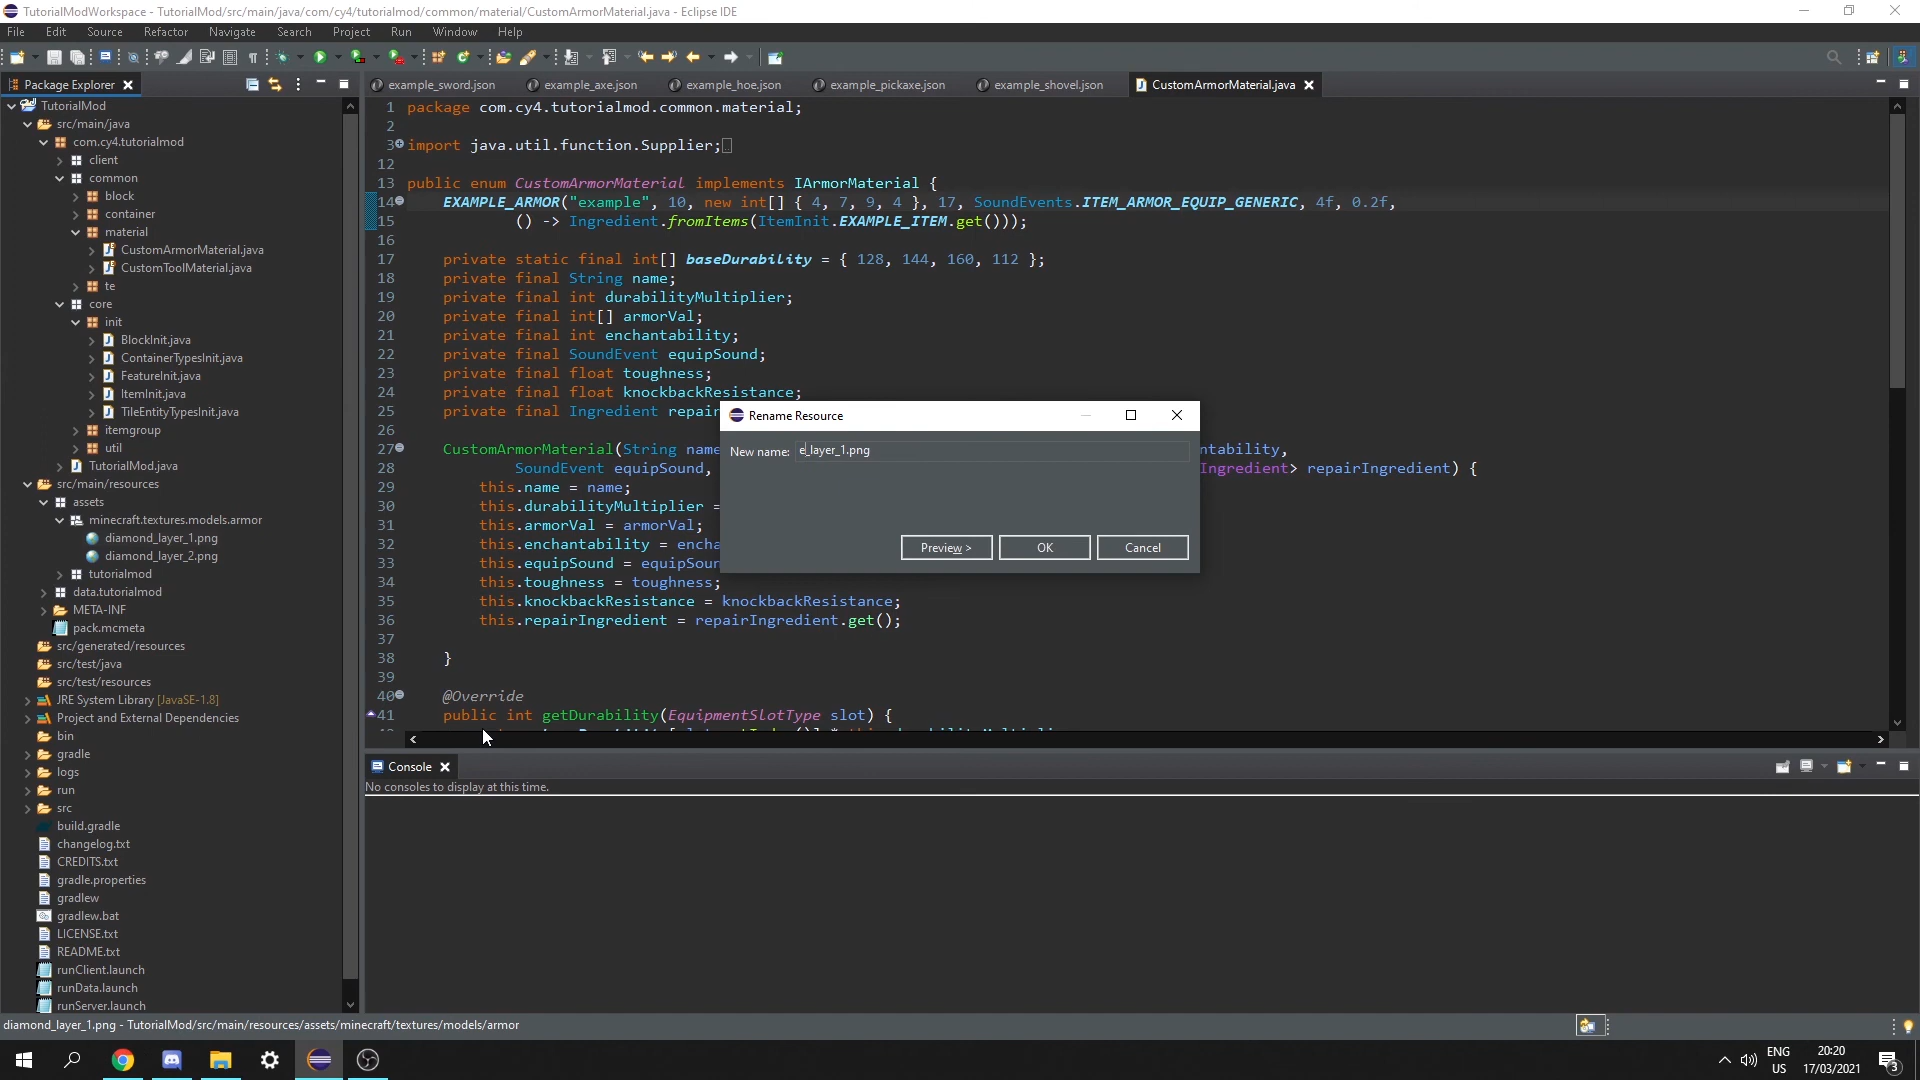 TutorialModWorkspace - TutorialMod/src/main/java/com/cy4/tutorialmod/common/material/CustomArmorMaterial.java - Eclipse IDE
File Edit Source Refactor Navigate Search Project Run Window Help
Package Explorer
example_sword.json example_axe.json example_hoe.json example_pickaxe.json example_shovel.json CustomArmorMaterial.java
TutorialMod
src/main/java
com.cy4.tutorialmod
client
common
block
container
material
CustomArmorMaterial.java
CustomToolMaterial.java
te
core
init
BlockInit.java
ContainerTypesInit.java
FeatureInit.java
ItemInit.java
TileEntityTypesInit.java
itemgroup
util
TutorialMod.java
src/main/resources
assets
minecraft.textures.models.armor
diamond_layer_1.png
diamond_layer_2.png
tutorialmod
data.tutorialmod
META-INF
pack.mcmeta
src/generated/resources
src/test/java
src/test/resources
JRE System Library [JavaSE-1.8]
Project and External Dependencies
bin
gradle
logs
run
src
build.gradle
changelog.txt
CREDITS.txt
gradle.properties
gradlew
gradlew.bat
LICENSE.txt
README.txt
runClient.launch
runData.launch
runServer.launch
1 package com.cy4.tutorialmod.common.material;
2
3 import java.util.function.Supplier;
12
13 public enum CustomArmorMaterial implements IArmorMaterial {
14 EXAMPLE_ARMOR("example", 10, new int[] { 4, 7, 9, 4 }, 17, SoundEvents.ITEM_ARMOR_EQUIP_GENERIC, 4f, 0.2f,
15 () -> Ingredient.fromItems(ItemInit.EXAMPLE_ITEM.get()));
16
17 private static final int[] baseDurability = { 128, 144, 160, 112 };
18 private final String name;
19 private final int durabilityMultiplier;
20 private final int[] armorVal;
21 private final int enchantability;
22 private final SoundEvent equipSound;
23 private final float toughness;
24 private final float knockbackResistance;
25 private final Ingredient repair
26
27 CustomArmorMaterial(String name ntability,
28 SoundEvent equipSound, Ingredient> repairIngredient) {
29 this.name = name;
30 this.durabilityMultiplier =
31 this.armorVal = armorVal;
32 this.enchantability = encha
33 this.equipSound = equipSoun
34 this.toughness = toughness;
35 this.knockbackResistance = knockbackResistance;
36 this.repairIngredient = repairIngredient.get();
37
38 }
39
40 @Override
41 public int getDurability(EquipmentSlotType slot) {
Rename Resource
New name: e_layer_1.png
Preview > OK Cancel
Console
No consoles to display at this time.
diamond_layer_1.png - TutorialMod/src/main/resources/assets/minecraft/textures/models/armor
ENG
US
20:20
17/03/2021
3